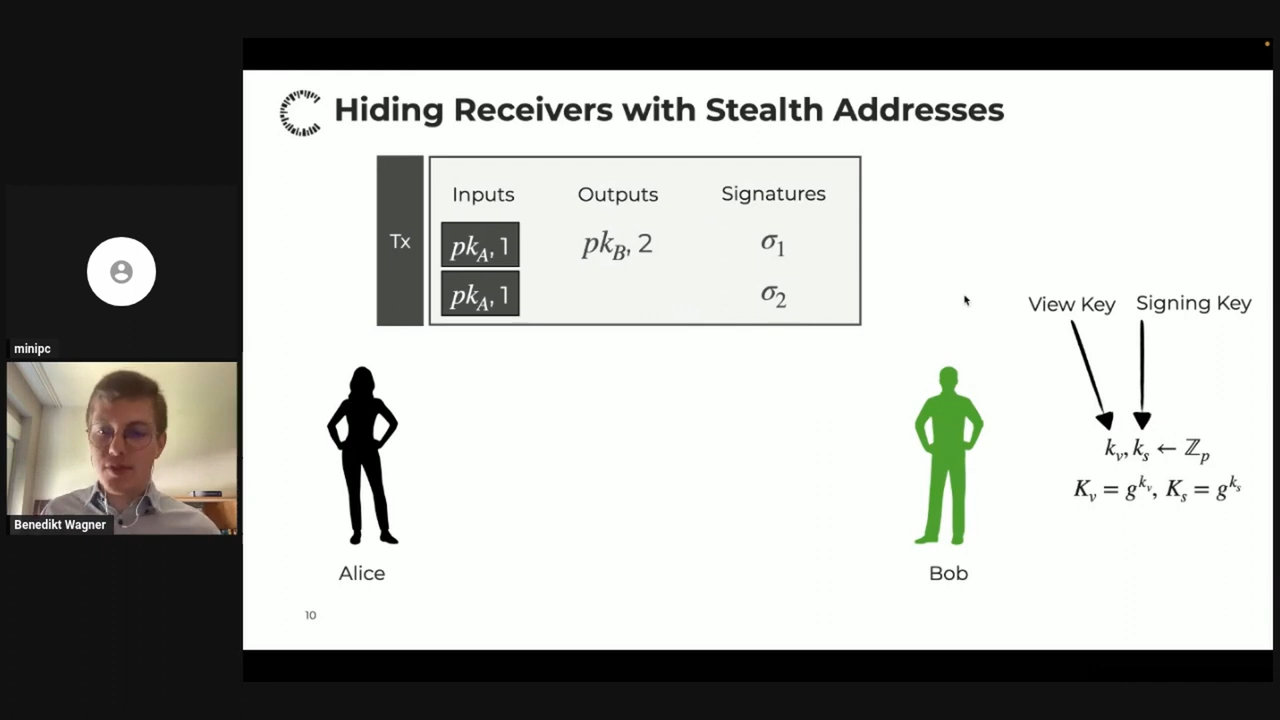 Hiding Receivers with Stealth Addresses
Inputs Outputs Signatures
Tx
pk_A, 1 pk_B, 2 σ_1
pk_A, 1 σ_2
View Key Signing Key
k_v, k_s ← ℤ_p
K_v = g^{k_v}, K_s = g^{k_s}
Alice
Bob
10
minipc
Benedikt Wagner